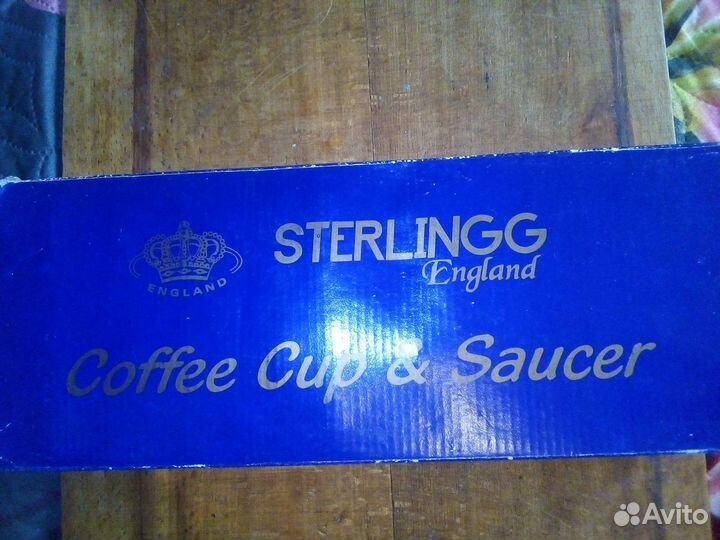 STERLINGG
England
ENGLAND
Coffee Cup & Saucer
Avito